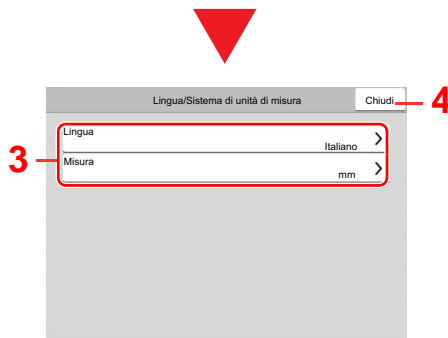 Lingua/Sistema di unità di misura
Chiudi
4
Lingua
Italiano
3
Misura
mm